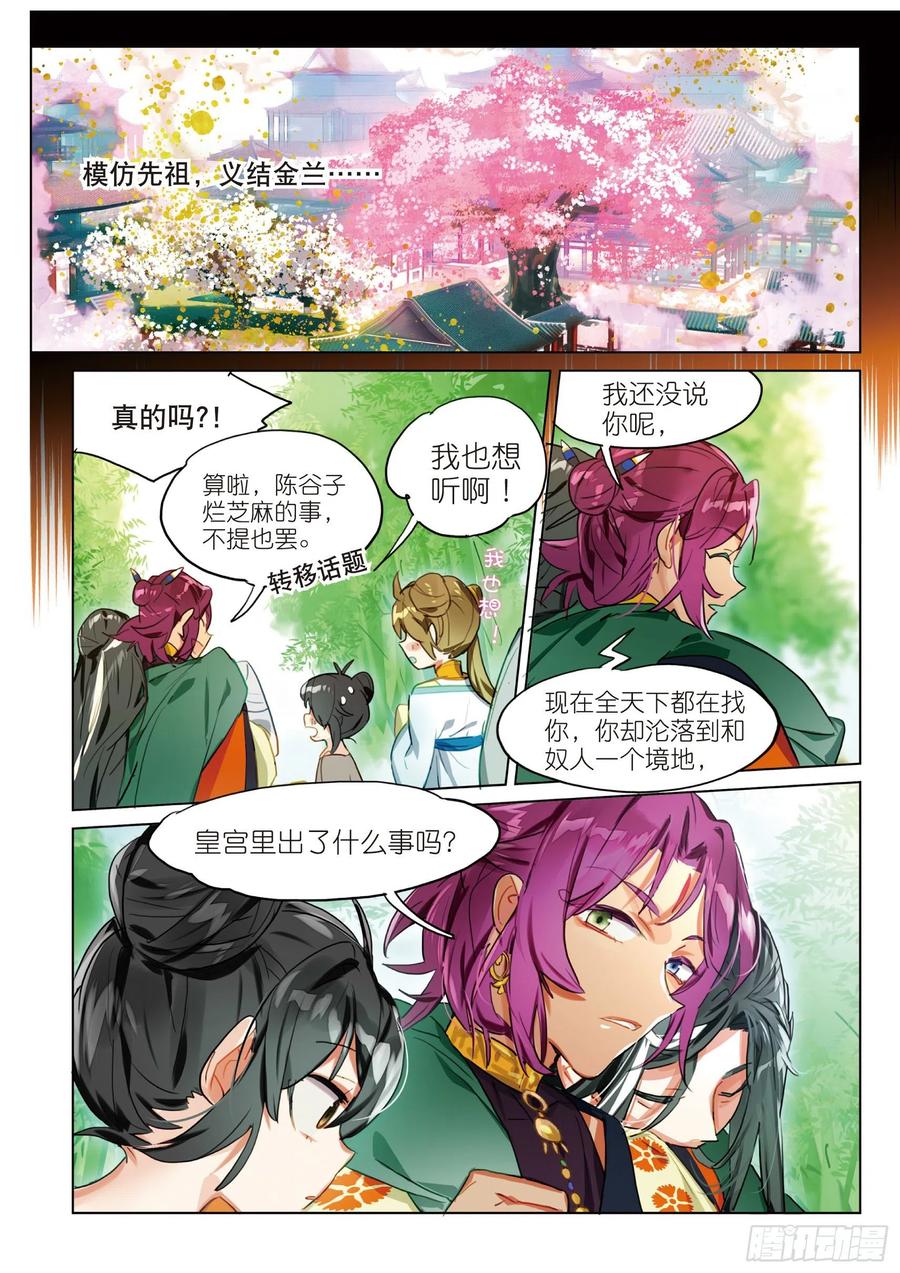 模仿先祖，义结金兰……
真的吗?!
算啦，陈谷子
烂芝麻的事，
不提也罢。
转移话题
我也想
听啊！
我也想！
我还没说
你呢，
现在全天下都在找
你，你却沦落到和
奴人一个境地，
皇宫里出了什么事吗?
腾讯动漫